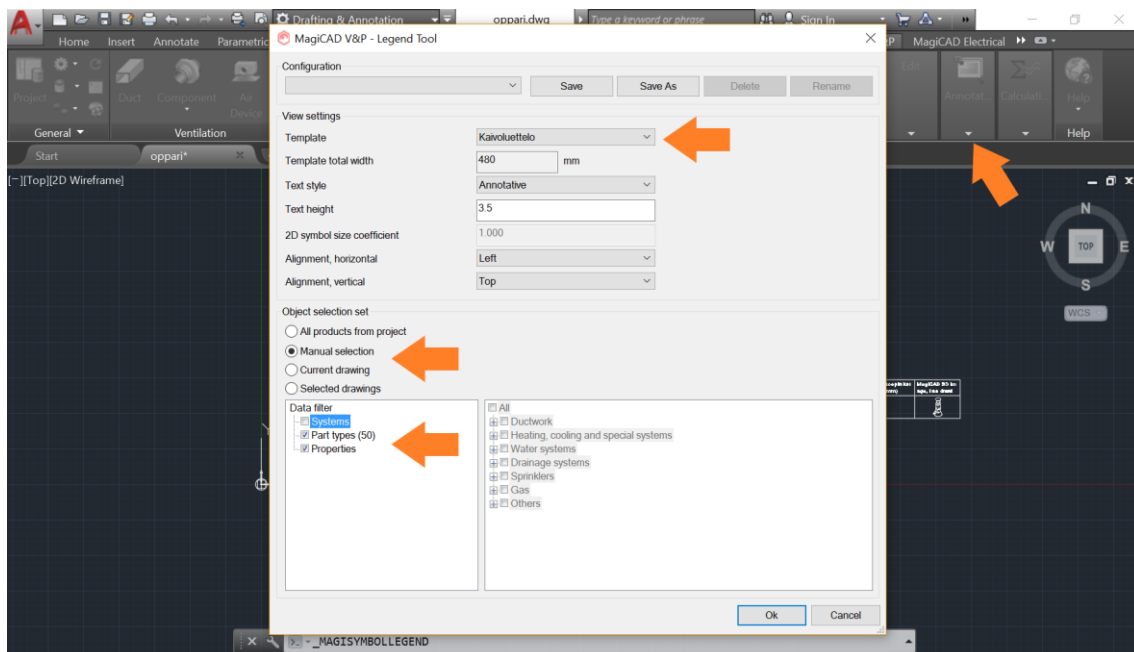 Drafting & Annotation
oppari.dwg
Type a keyword or phrase
Sign In
Home Insert Annotate Parametric
MagiCAD Electrical
Project
Duct
Component
Air Device
Edit
Annotat...
Calculati...
Help
General
Ventilation
Help
Start
oppari*
[−][Top][2D Wireframe]
MagiCAD V&P - Legend Tool
Configuration
Save
Save As
Delete
Rename
View settings
Template
Kaivoluettelo
Template total width
480
mm
Text style
Annotative
Text height
3.5
2D symbol size coefficient
1.000
Alignment, horizontal
Left
Alignment, vertical
Top
Object selection set
All products from project
Manual selection
Current drawing
Selected drawings
Data filter
Systems
Part types (50)
Properties
All
Ductwork
Heating, cooling and special systems
Water systems
Drainage systems
Sprinklers
Gas
Others
Ok
Cancel
N
W
TOP
E
S
WCS
_MAGISYMBOLLEGEND